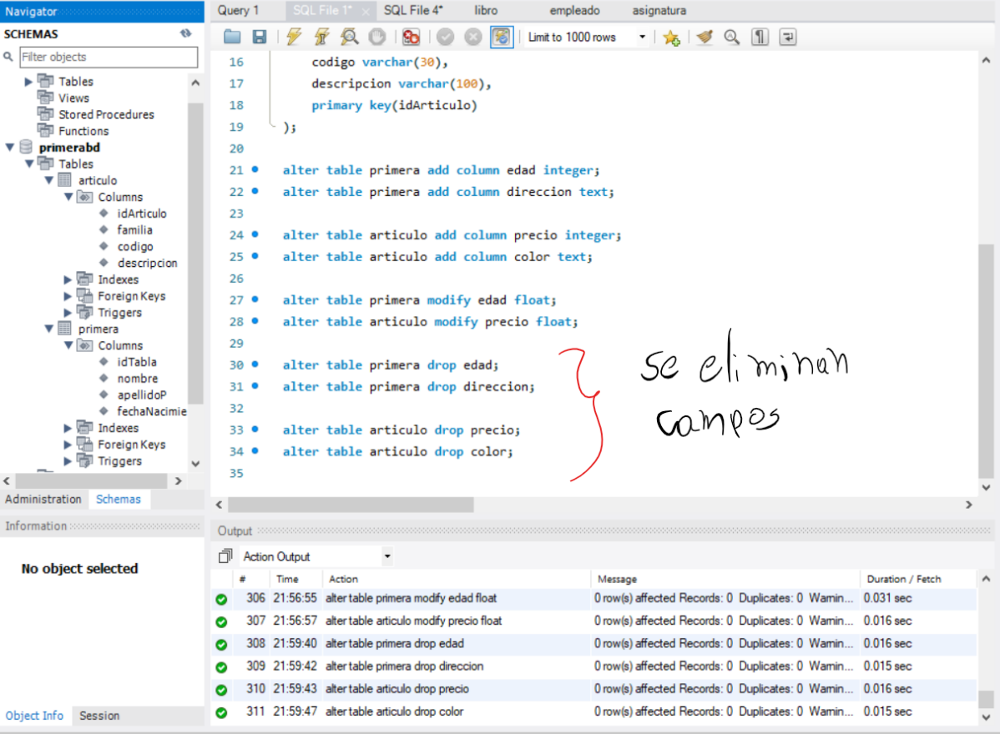 Navigator
SCHEMAS
Filter objects
Tables
Views
Stored Procedures
Functions
primerabd
Tables
articulo
Columns
idArticulo
familia
codigo
descripcion
Indexes
Foreign Keys
Triggers
primera
Columns
idTabla
nombre
apellidoP
fechaNacimie
Indexes
Foreign Keys
Triggers
Administration Schemas
Information
No object selected
Object Info Session
Query 1 SQL File 1* × SQL File 4* libro empleado asignatura
Limit to 1000 rows
16 codigo varchar(30),
17 descripcion varchar(100),
18 primary key(idArticulo)
19 );
20
21 alter table primera add column edad integer;
22 alter table primera add column direccion text;
23
24 alter table articulo add column precio integer;
25 alter table articulo add column color text;
26
27 alter table primera modify edad float;
28 alter table articulo modify precio float;
29
30 alter table primera drop edad;
31 alter table primera drop direccion;
32
33 alter table articulo drop precio;
34 alter table articulo drop color;
35
se eliminan
campos
Output
Action Output
# Time Action Message Duration / Fetch
306 21:56:55 alter table primera modify edad float 0 row(s) affected Records: 0 Duplicates: 0 Warnin... 0.031 sec
307 21:56:57 alter table articulo modify precio float 0 row(s) affected Records: 0 Duplicates: 0 Warnin... 0.016 sec
308 21:59:40 alter table primera drop edad 0 row(s) affected Records: 0 Duplicates: 0 Warnin... 0.016 sec
309 21:59:42 alter table primera drop direccion 0 row(s) affected Records: 0 Duplicates: 0 Warnin... 0.015 sec
310 21:59:43 alter table articulo drop precio 0 row(s) affected Records: 0 Duplicates: 0 Warnin... 0.016 sec
311 21:59:47 alter table articulo drop color 0 row(s) affected Records: 0 Duplicates: 0 Warnin... 0.015 sec